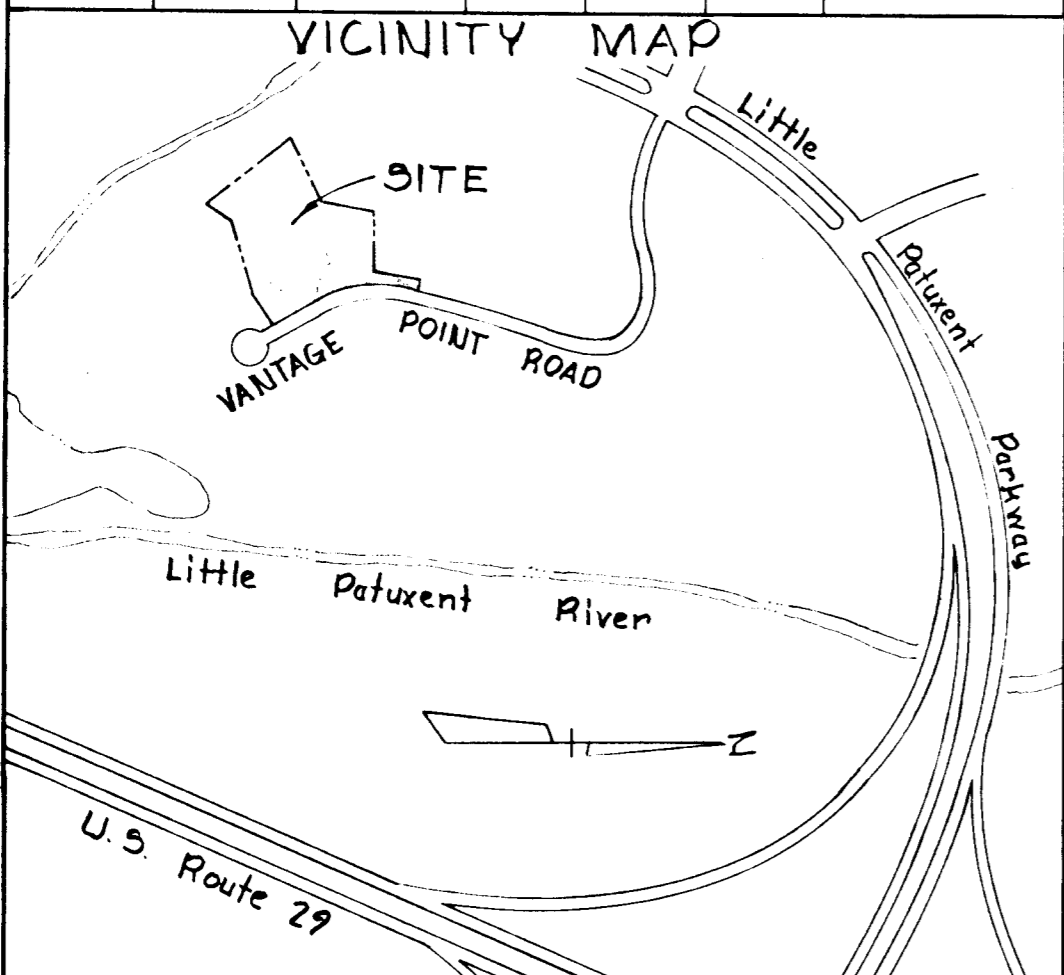 VICINITY MAP
Little
Patuxent
Parkway
SITE
VANTAGE POINT ROAD
Little Patuxent River
N
U.S. Route 29